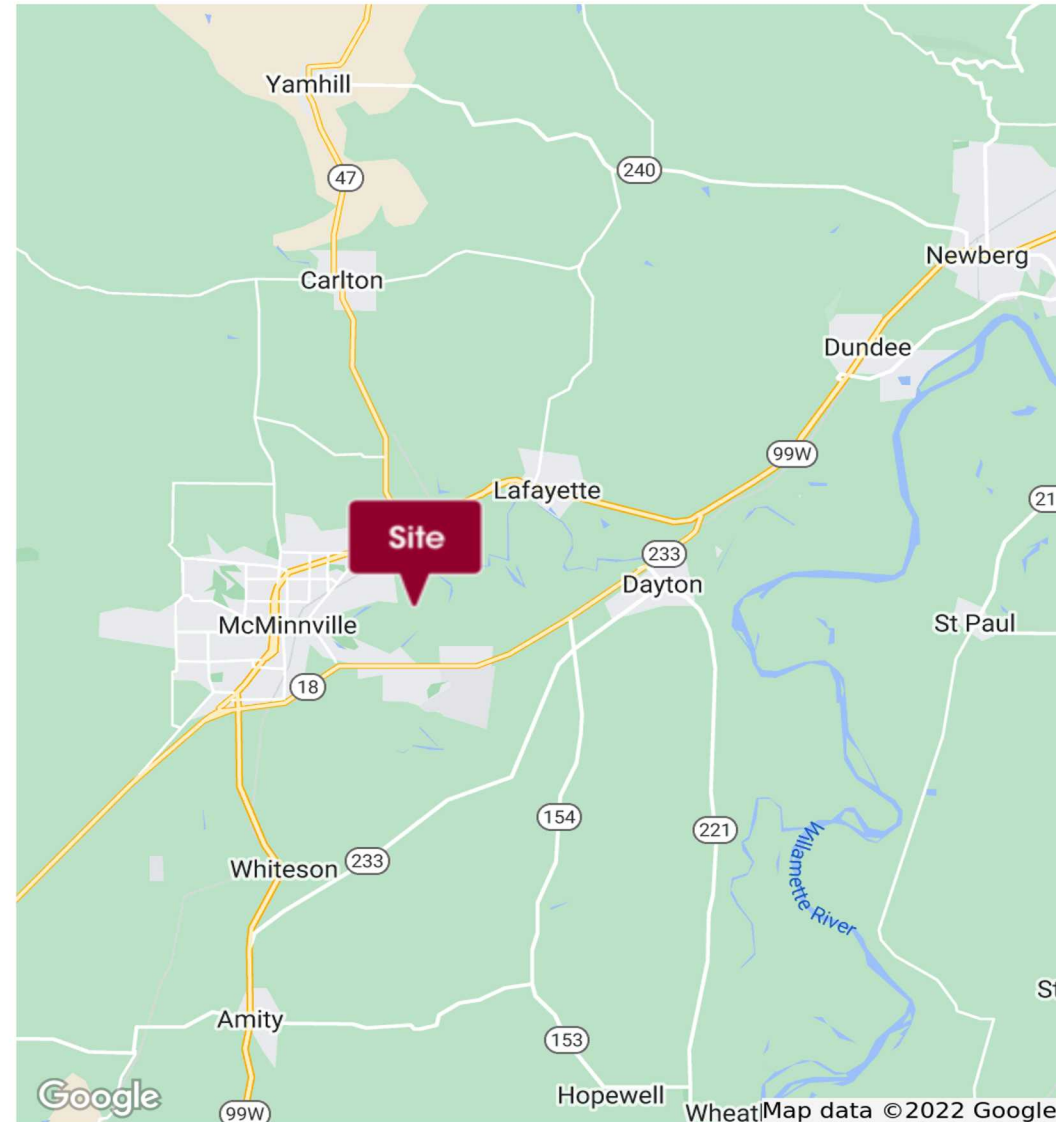 Yamhill
47
240
Newberg
Carlton
Dundee
99W
Lafayette
21
Site
233
Dayton
McMinnville
St Paul
18
154
221
Willamette River
Whiteson
233
Amity
St
153
Hopewell
Google
99W
Wheatl
Map data ©2022 Google